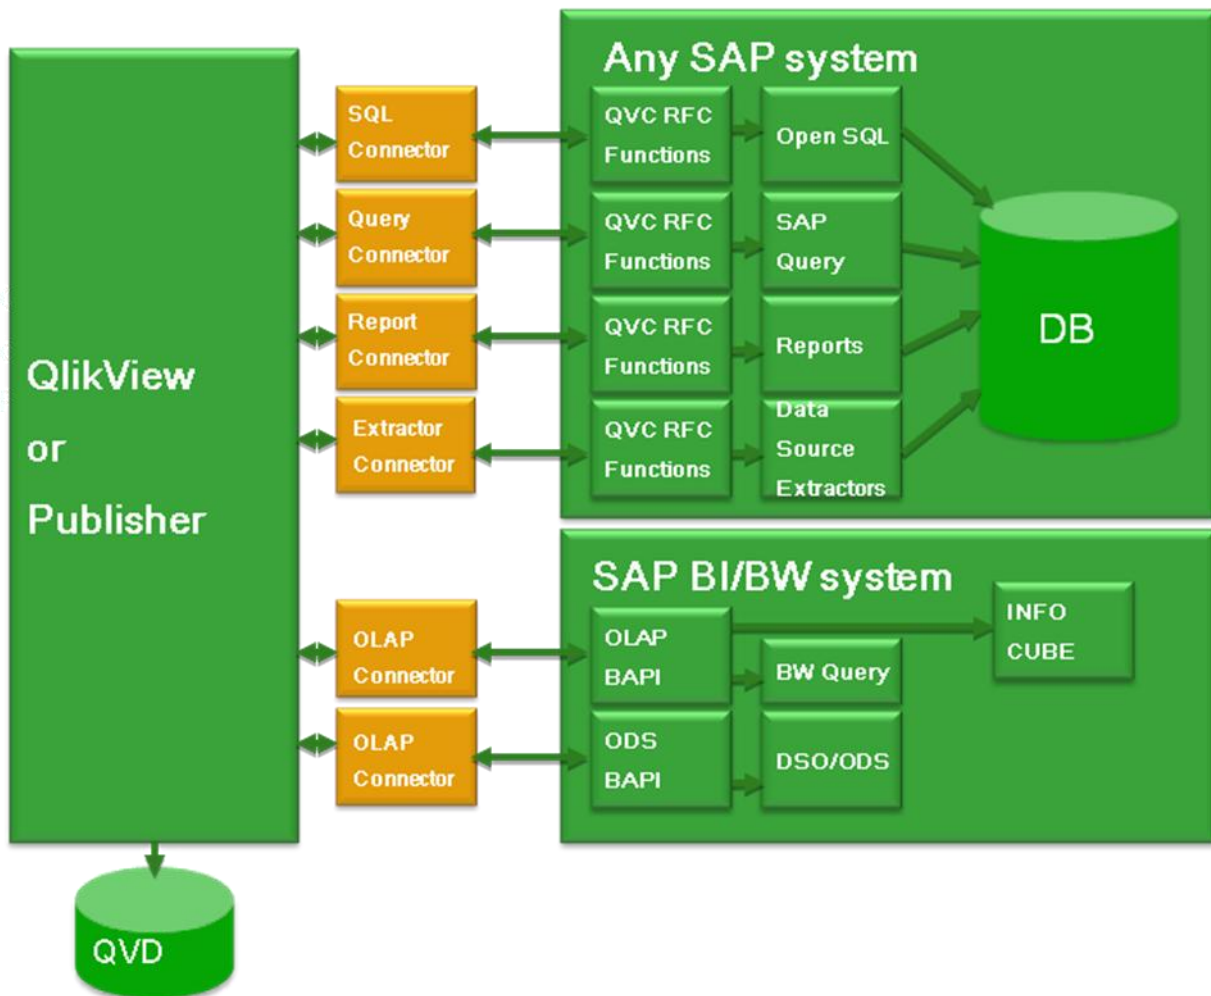 Any SAP system
SQL
Connector
QVC RFC
Functions
Open SQL
Query
Connector
QVC RFC
Functions
SAP
Query
Report
Connector
QVC RFC
Functions
Reports
Extractor
Connector
QVC RFC
Functions
Data
Source
Extractors
DB
QlikView
or
Publisher
SAP BI/BW system
OLAP
Connector
OLAP
BAPI
BW Query
INFO
CUBE
OLAP
Connector
ODS
BAPI
DSO/ODS
QVD